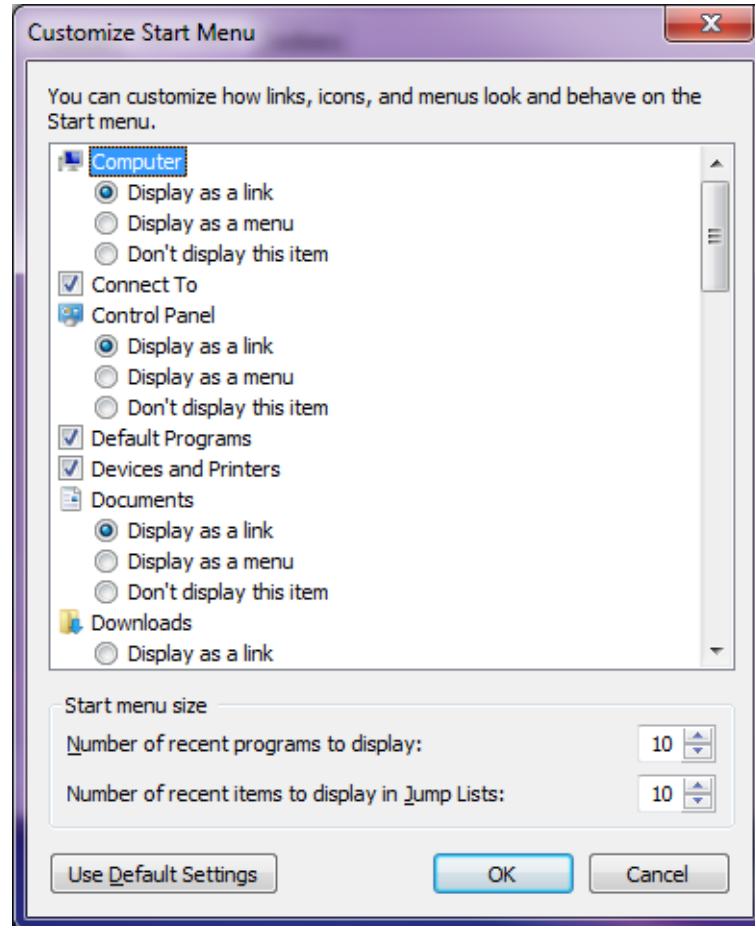 Customize Start Menu
You can customize how links, icons, and menus look and behave on the
Start menu.
Computer
Display as a link
Display as a menu
Don't display this item
Connect To
Control Panel
Display as a link
Display as a menu
Don't display this item
Default Programs
Devices and Printers
Documents
Display as a link
Display as a menu
Don't display this item
Downloads
Display as a link
Start menu size
Number of recent programs to display: 10
Number of recent items to display in Jump Lists: 10
Use Default Settings OK Cancel